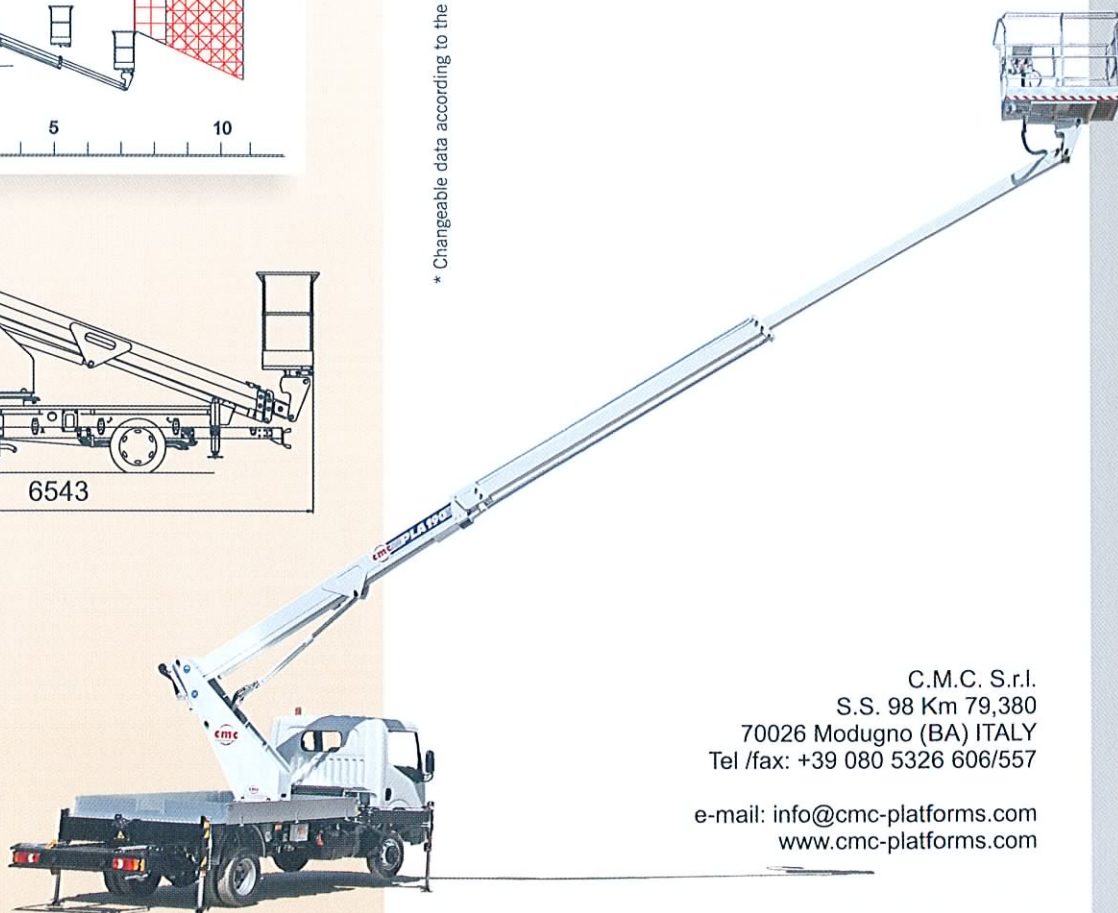 5 10
6543
* Changeable data according to the
cmc PLA 190
cmc
C.M.C. S.r.l.
S.S. 98 Km 79,380
70026 Modugno (BA) ITALY
Tel /fax: +39 080 5326 606/557
e-mail: info@cmc-platforms.com
www.cmc-platforms.com